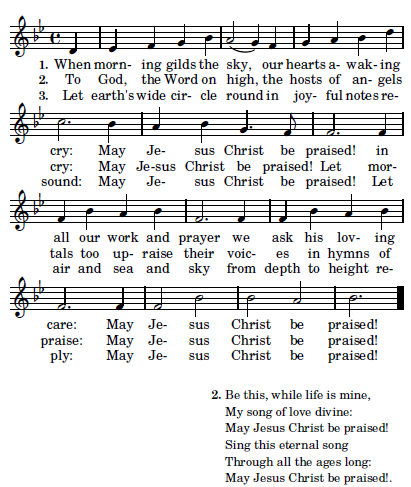 1. When morn- ing gilds the sky, our hearts a- wak- ing
2. To God, the Word on high, the hosts of an- gels
3. Let earth's wide cir- cle round in joy- ful notes re-
cry: May Je- sus Christ be praised! in
cry: May Je-sus Christ be praised! Let mor-
sound: May Je- sus Christ be praised! Let
all our work and prayer we ask his lov- ing
tals too up- raise their voic- es in hymns of
air and sea and sky from depth to height re-
care: May Je- sus Christ be praised!
praise: May Je- sus Christ be praised!
ply: May Je- sus Christ be praised!
2. Be this, while life is mine,
My song of love divine:
May Jesus Christ be praised!
Sing this eternal song
Through all the ages long:
May Jesus Christ be praised!.